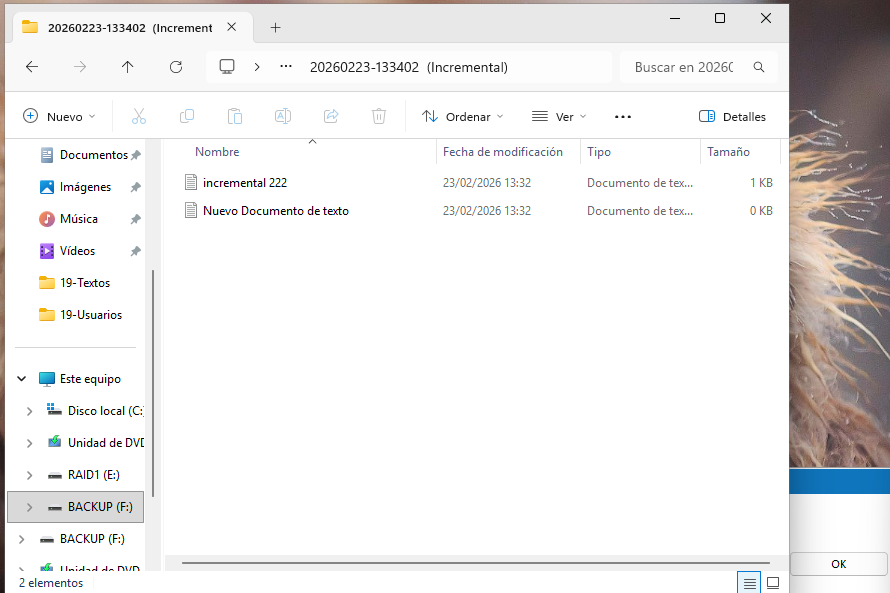 20260223-133402 (Increment
20260223-133402 (Incremental)
Buscar en 2026
Nuevo
Ordenar
Ver
Detalles
Nombre
Fecha de modificación
Tipo
Tamaño
incremental 222
23/02/2026 13:32
Documento de tex...
1 KB
Nuevo Documento de texto
23/02/2026 13:32
Documento de tex...
0 KB
Documentos
Imágenes
Música
Vídeos
19-Textos
19-Usuarios
Este equipo
Disco local (C:
Unidad de DVD
RAID1 (E:)
BACKUP (F:)
BACKUP (F:)
Unidad de DVD
2 elementos
OK